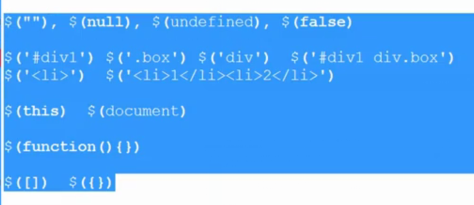 $(""), $(null), $(undefined), $(false)
$('#div1') $('.box') $('div') $('#div1 div.box')
$('<li>') $('<li>1</li><li>2</li>')
$(this) $(document)
$(function(){})
$([]) $({})